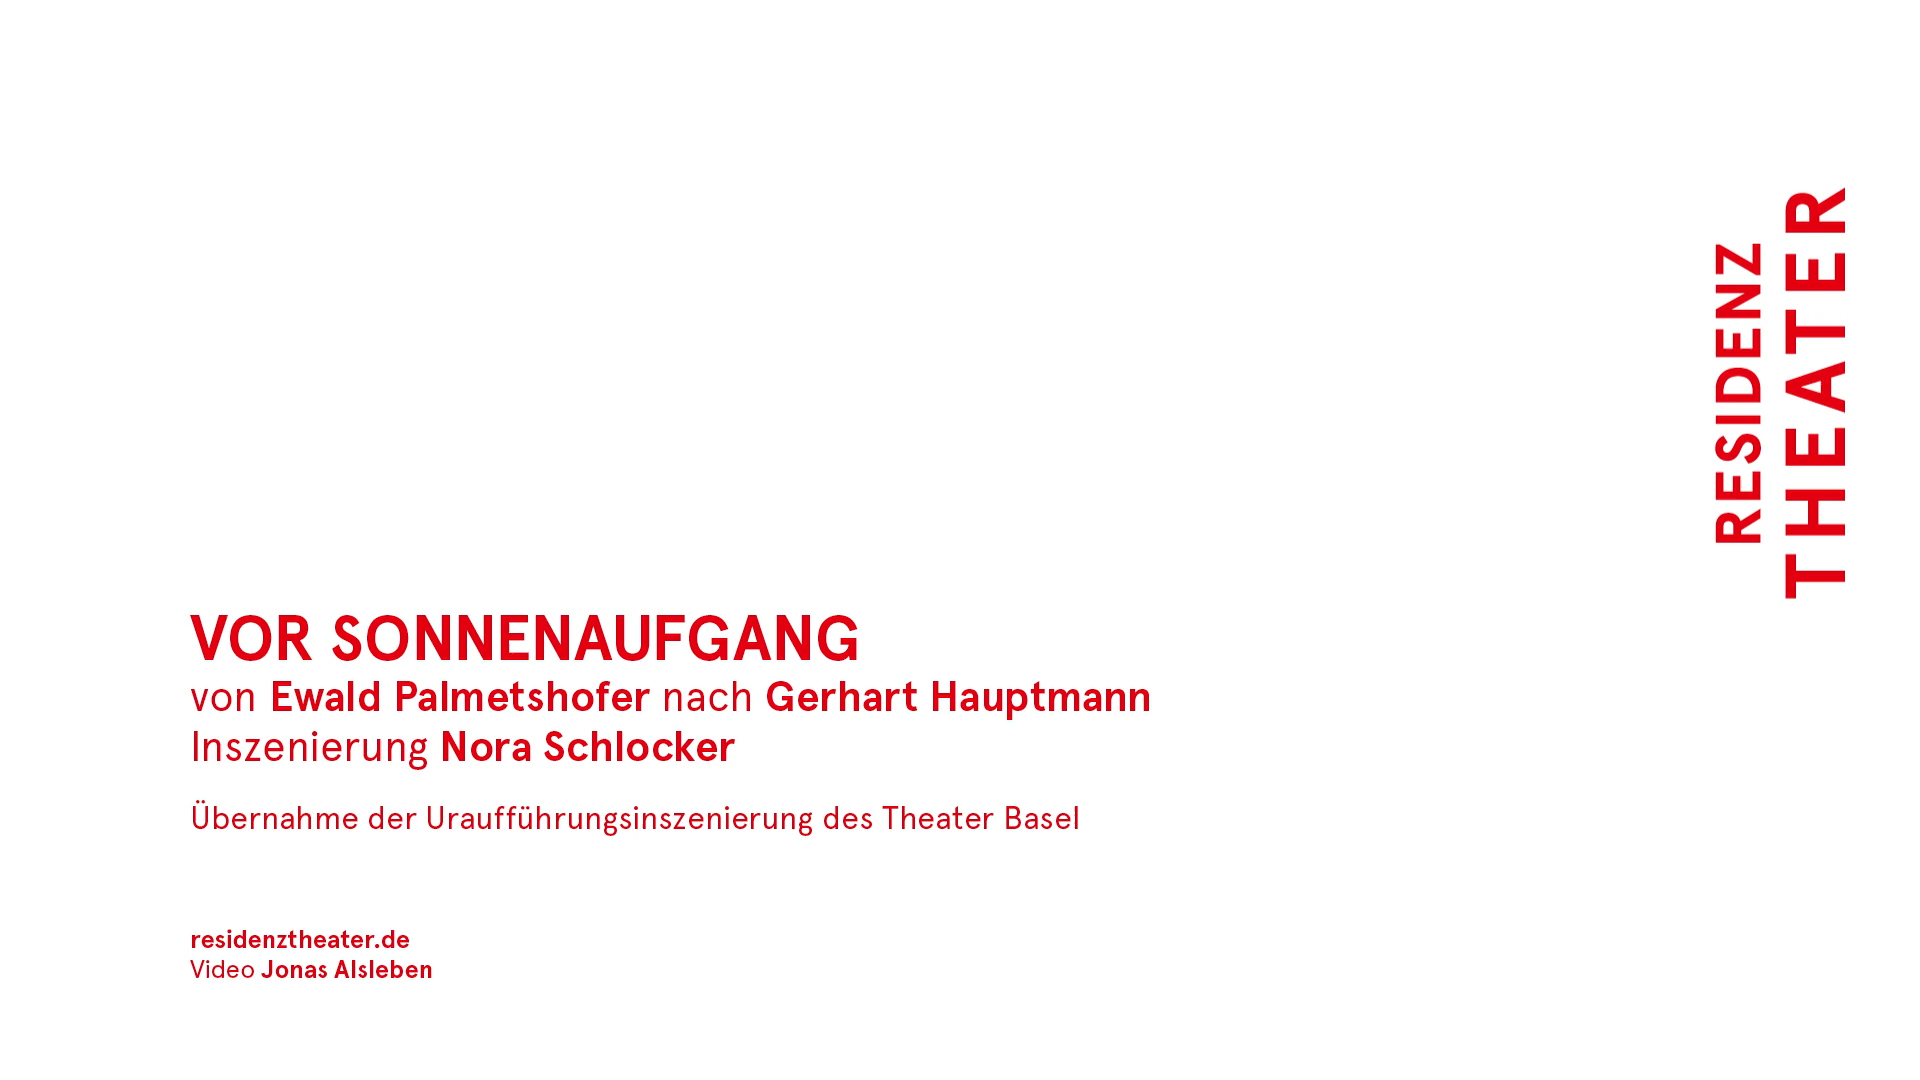 RESIDENZ
THEATER
VOR SONNENAUFGANG
von Ewald Palmetshofer nach Gerhart Hauptmann
Inszenierung Nora Schlocker
Übernahme der Uraufführungsinszenierung des Theater Basel
residenztheater.de
Video Jonas Alsleben